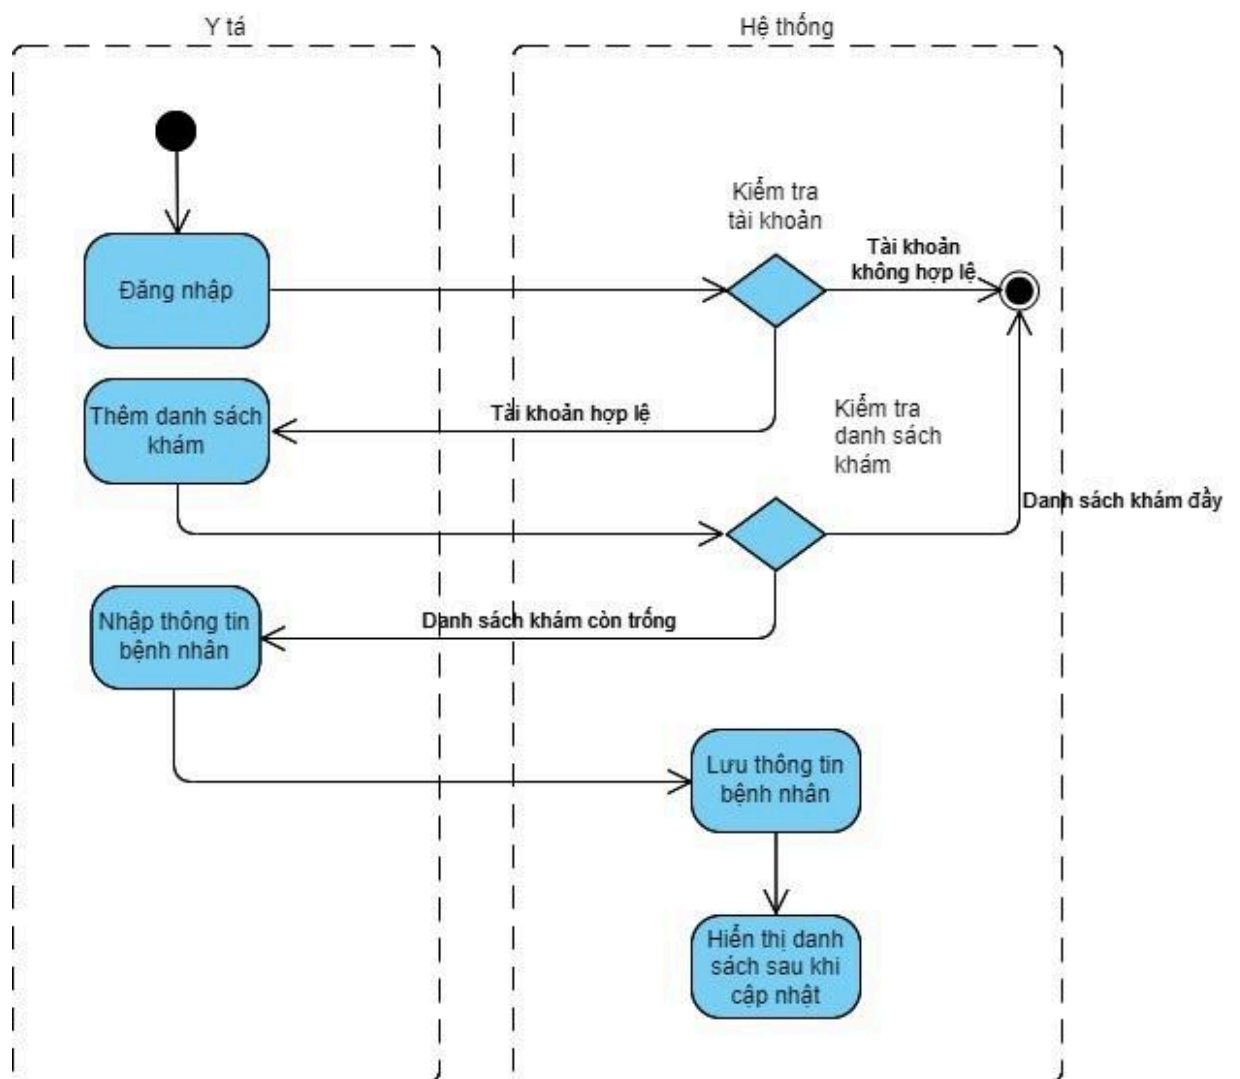 Y tá
Hệ thống
Kiểm tra
tài khoản
Tài khoản
không hợp lệ
Đăng nhập
Thêm danh sách
khám
Tài khoản hợp lệ
Kiểm tra
danh sách
khám
Danh sách khám đầy
Nhập thông tin
bệnh nhân
Danh sách khám còn trống
Lưu thông tin
bệnh nhân
Hiển thị danh
sách sau khi
cập nhật